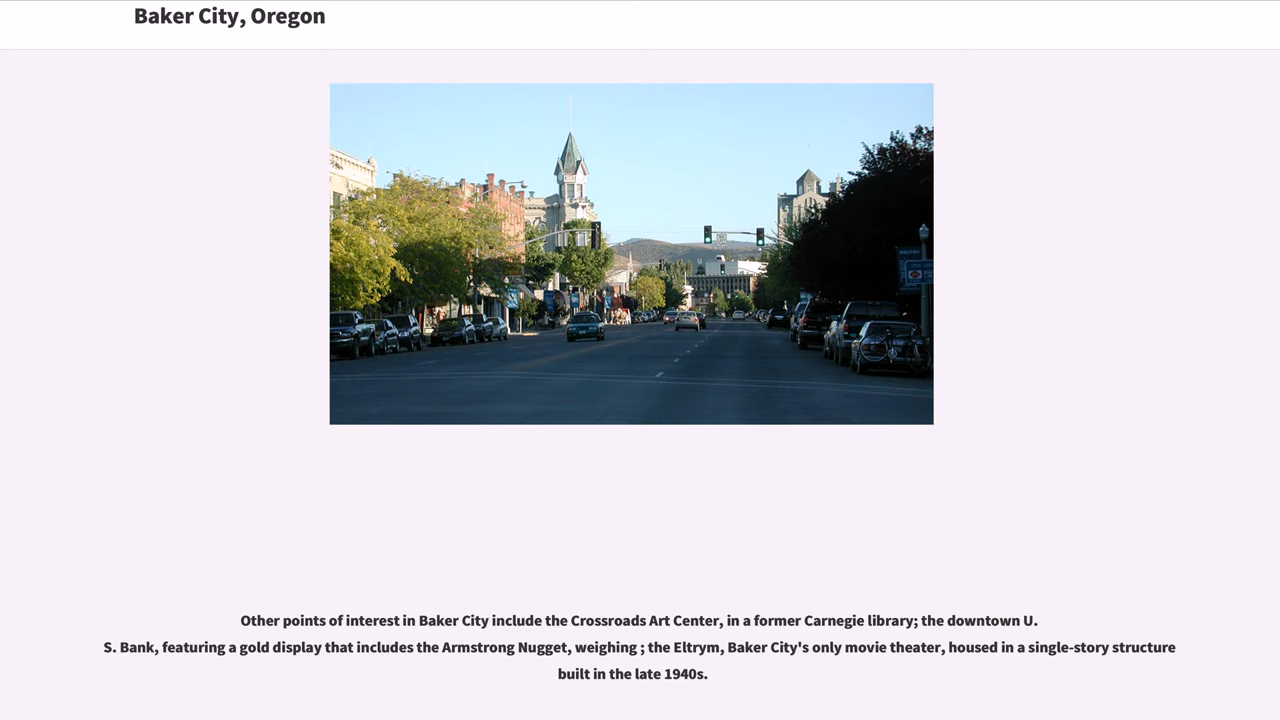 Baker City, Oregon
Other points of interest in Baker City include the Crossroads Art Center, in a former Carnegie library; the downtown U.
S. Bank, featuring a gold display that includes the Armstrong Nugget, weighing ; the Eltrym, Baker City's only movie theater, housed in a single-story structure
built in the late 1940s.